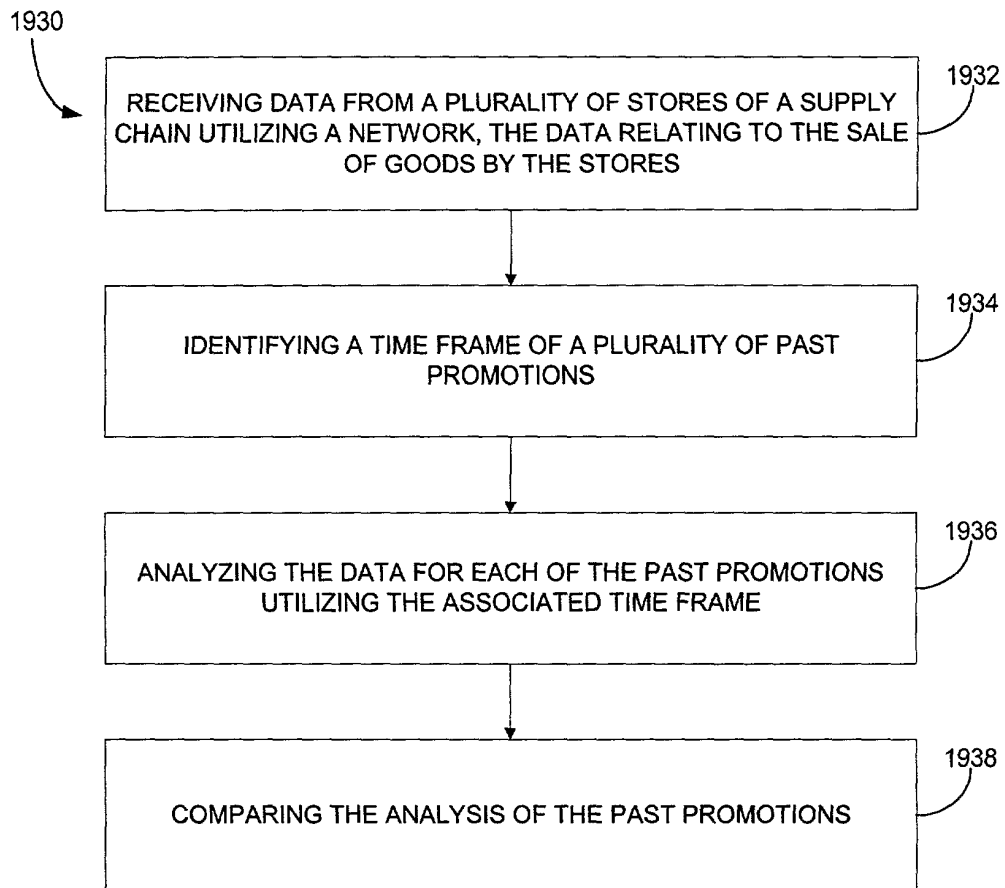 1930
1932
RECEIVING DATA FROM A PLURALITY OF STORES OF A SUPPLY
CHAIN UTILIZING A NETWORK, THE DATA RELATING TO THE SALE
OF GOODS BY THE STORES
1934
IDENTIFYING A TIME FRAME OF A PLURALITY OF PAST
PROMOTIONS
1936
ANALYZING THE DATA FOR EACH OF THE PAST PROMOTIONS
UTILIZING THE ASSOCIATED TIME FRAME
1938
COMPARING THE ANALYSIS OF THE PAST PROMOTIONS